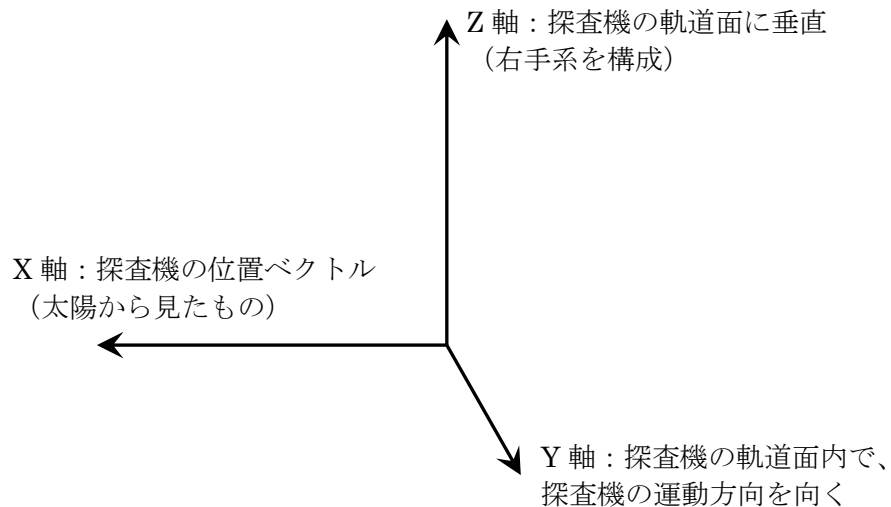 Z 軸：探査機の軌道面に垂直
（右手系を構成）
X 軸：探査機の位置ベクトル
（太陽から見たもの）
Y 軸：探査機の軌道面内で、
探査機の運動方向を向く